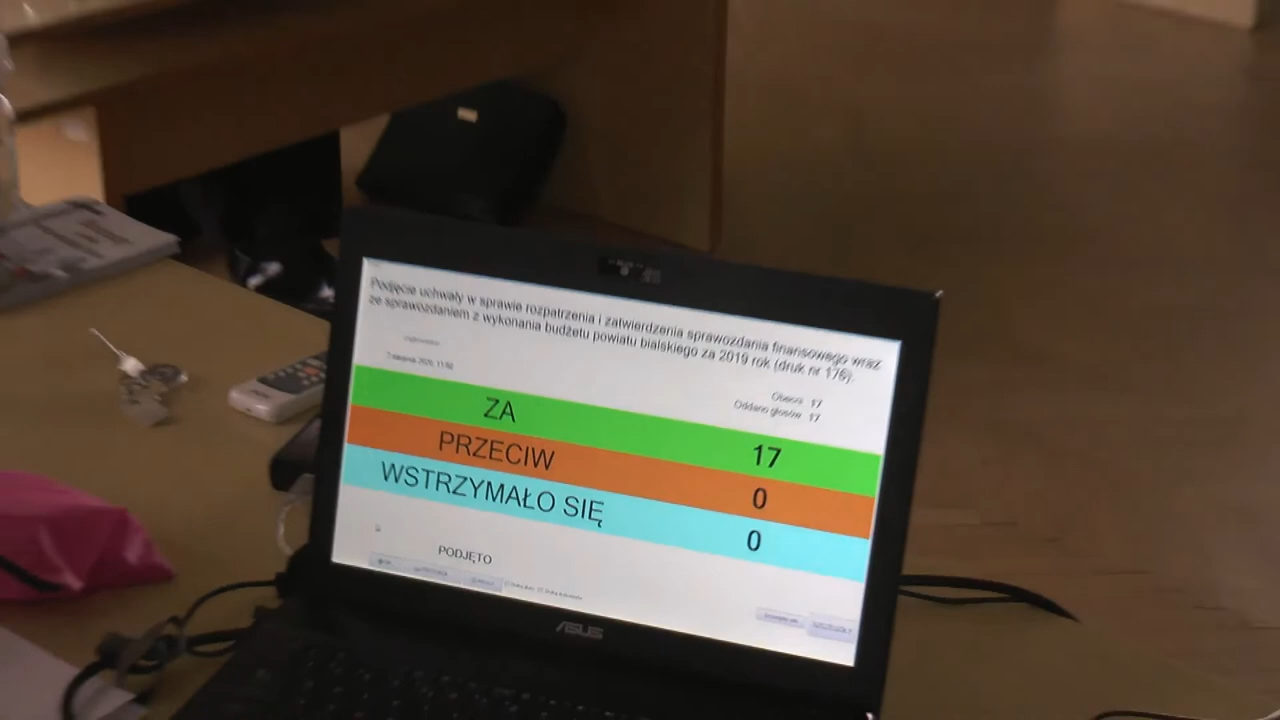 Podjęcie uchwały w sprawie rozpatrzenia i zatwierdzenia sprawozdania finansowego wraz
ze sprawozdaniem z wykonania budżetu powiatu bialskiego za 2019 rok (druk nr 176).
Obecni 17
Oddano głosów 17
ZA 17
PRZECIW 0
WSTRZYMAŁO SIĘ 0
PODJĘTO
ASUS